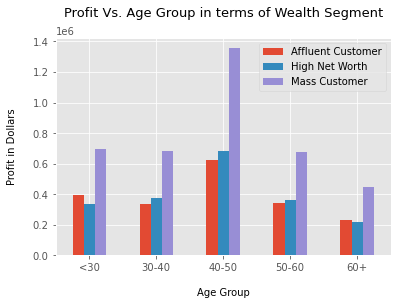 Profit Vs. Age Group in terms of Wealth Segment
1e6
1.4
1.2
1.0
0.8
0.6
0.4
0.2
0.0
Profit in Dollars
Affluent Customer
High Net Worth
Mass Customer
<30 30-40 40-50 50-60 60+
Age Group